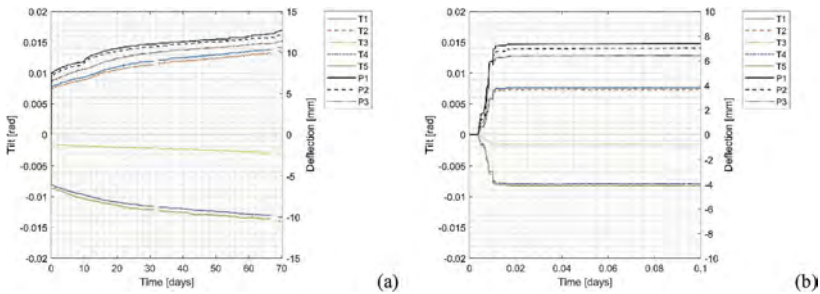 0.02
0.015
0.01
0.005
0
-0.005
-0.01
-0.015
-0.02
Tilt [rad]
0 10 20 30 40 50 60 70
Time [days]
15
10
5
0
-5
-10
-15
Deflection [mm]
T1
T2
T3
T4
T5
P1
P2
P3
(a)
0.02
0.015
0.01
0.005
0
-0.005
-0.01
-0.015
-0.02
Tilt [rad]
0 0.02 0.04 0.06 0.08 0.1
Time [days]
10
8
6
4
2
0
-2
-4
-6
-8
-10
Deflection [mm]
T1
T2
T3
T4
T5
P1
P2
P3
(b)